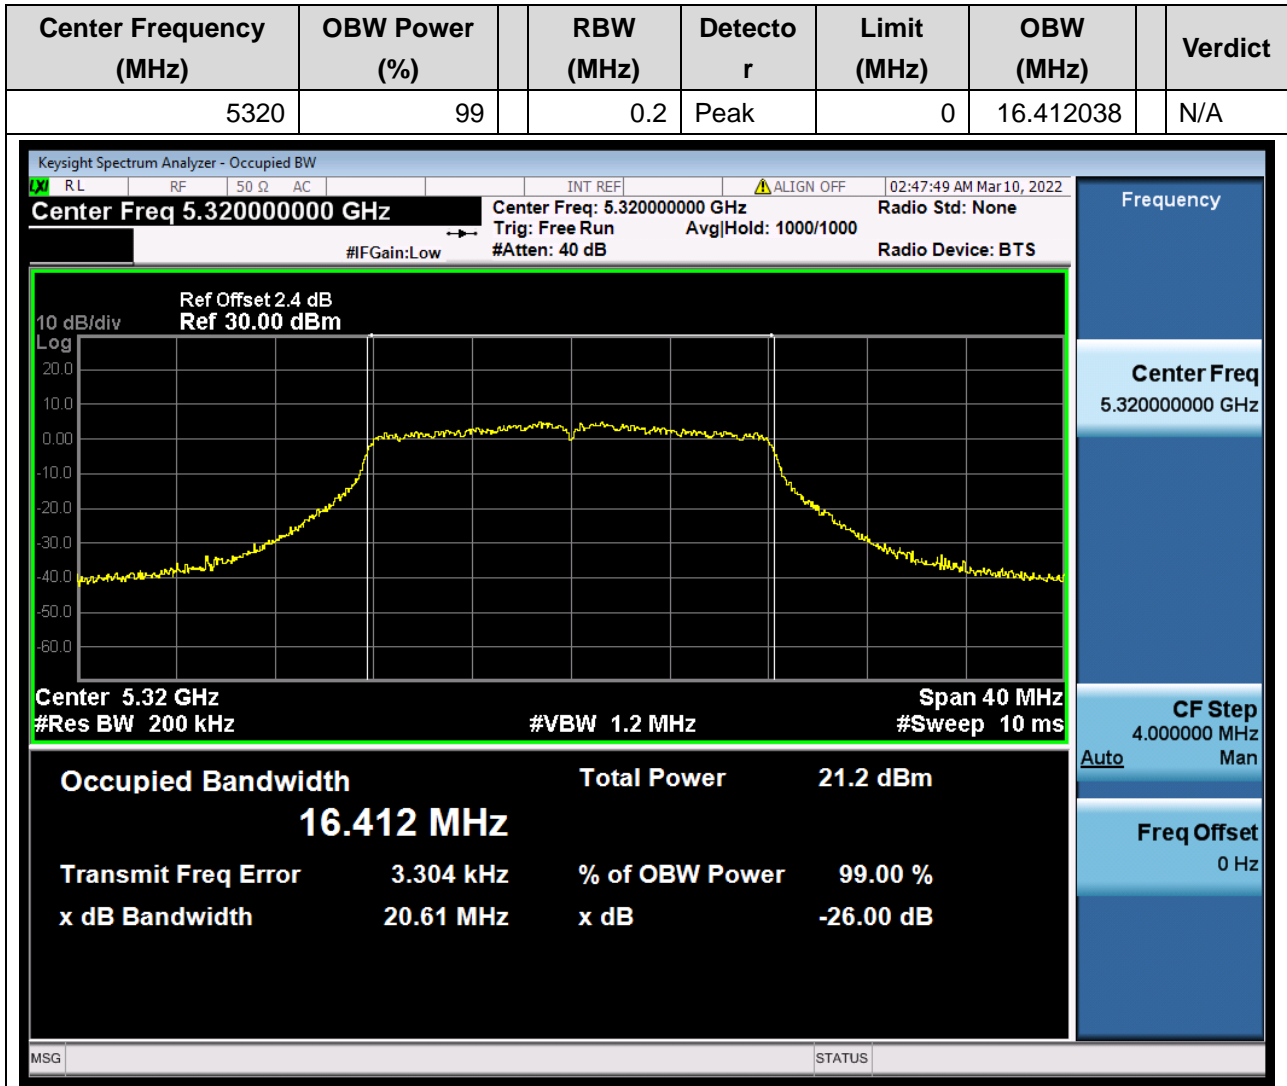 Center Frequency (MHz) OBW Power (%) RBW (MHz) Detector Limit (MHz) OBW (MHz) Verdict
5320 99 0.2 Peak 0 16.412038 N/A
Keysight Spectrum Analyzer - Occupied BW
LXI RL RF 50 Ω AC INT REF ALIGN OFF 02:47:49 AM Mar 10, 2022
Center Freq 5.320000000 GHz
Center Freq: 5.320000000 GHz
Radio Std: None
Trig: Free Run Avg|Hold: 1000/1000
#IFGain:Low
#Atten: 40 dB
Radio Device: BTS
Ref Offset 2.4 dB
10 dB/div Ref 30.00 dBm
Log
20.0
10.0
0.00
-10.0
-20.0
-30.0
-40.0
-50.0
-60.0
Center 5.32 GHz Span 40 MHz
#Res BW 200 kHz #VBW 1.2 MHz #Sweep 10 ms
Occupied Bandwidth Total Power 21.2 dBm
16.412 MHz
Transmit Freq Error 3.304 kHz % of OBW Power 99.00 %
x dB Bandwidth 20.61 MHz x dB -26.00 dB
Frequency
Center Freq
5.320000000 GHz
CF Step
4.000000 MHz
Auto Man
Freq Offset
0 Hz
MSG STATUS